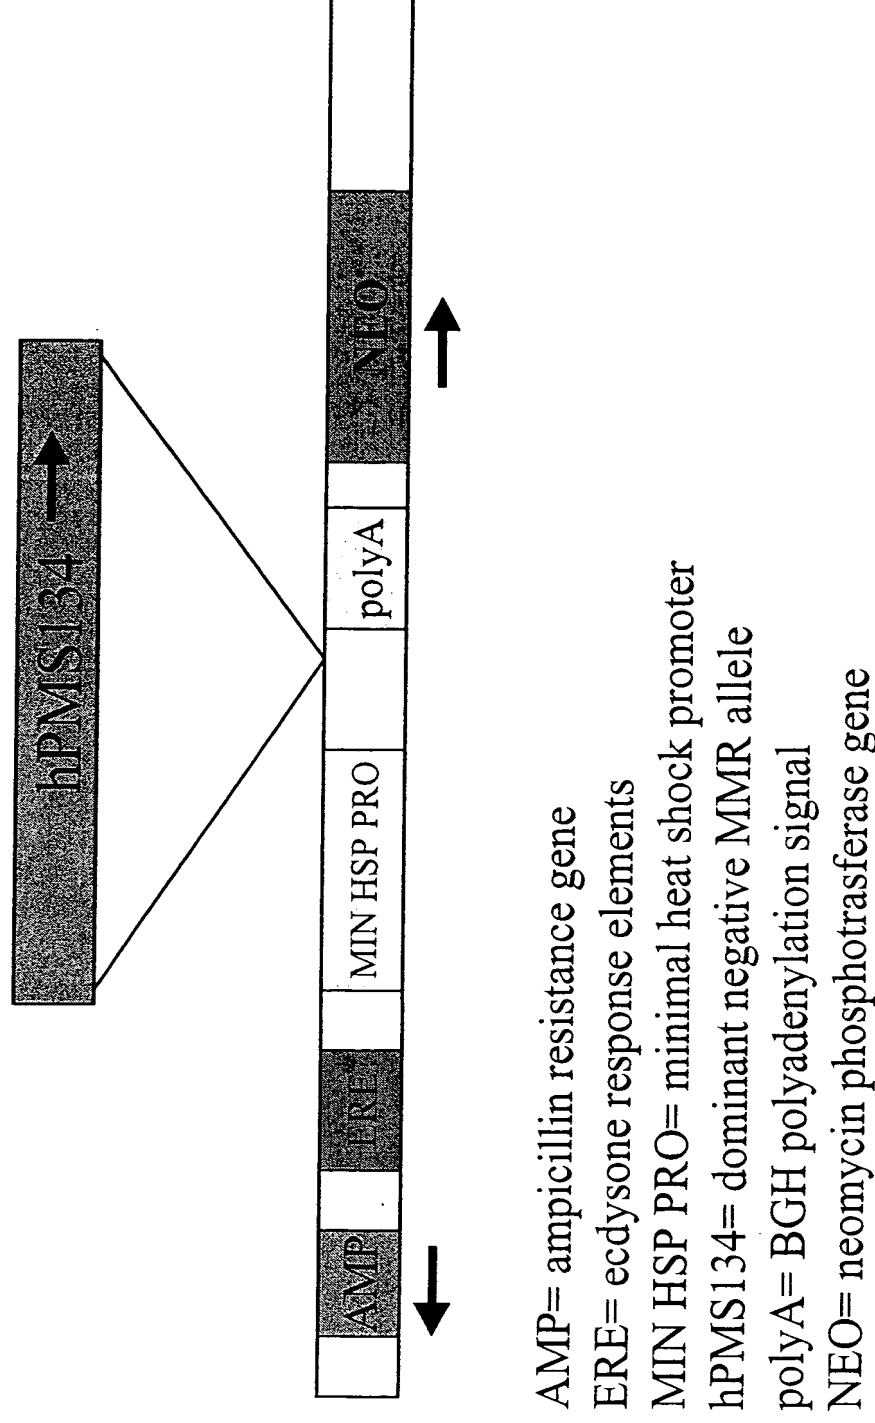 hPMS134
AMP ERE MIN HSP PRO polyA NEO
AMP= ampicillin resistance gene
ERE= ecdysone response elements
MIN HSP PRO= minimal heat shock promoter
hPMS134= dominant negative MMR allele
polyA= BGH polyadenylation signal
NEO= neomycin phosphotrasferase gene